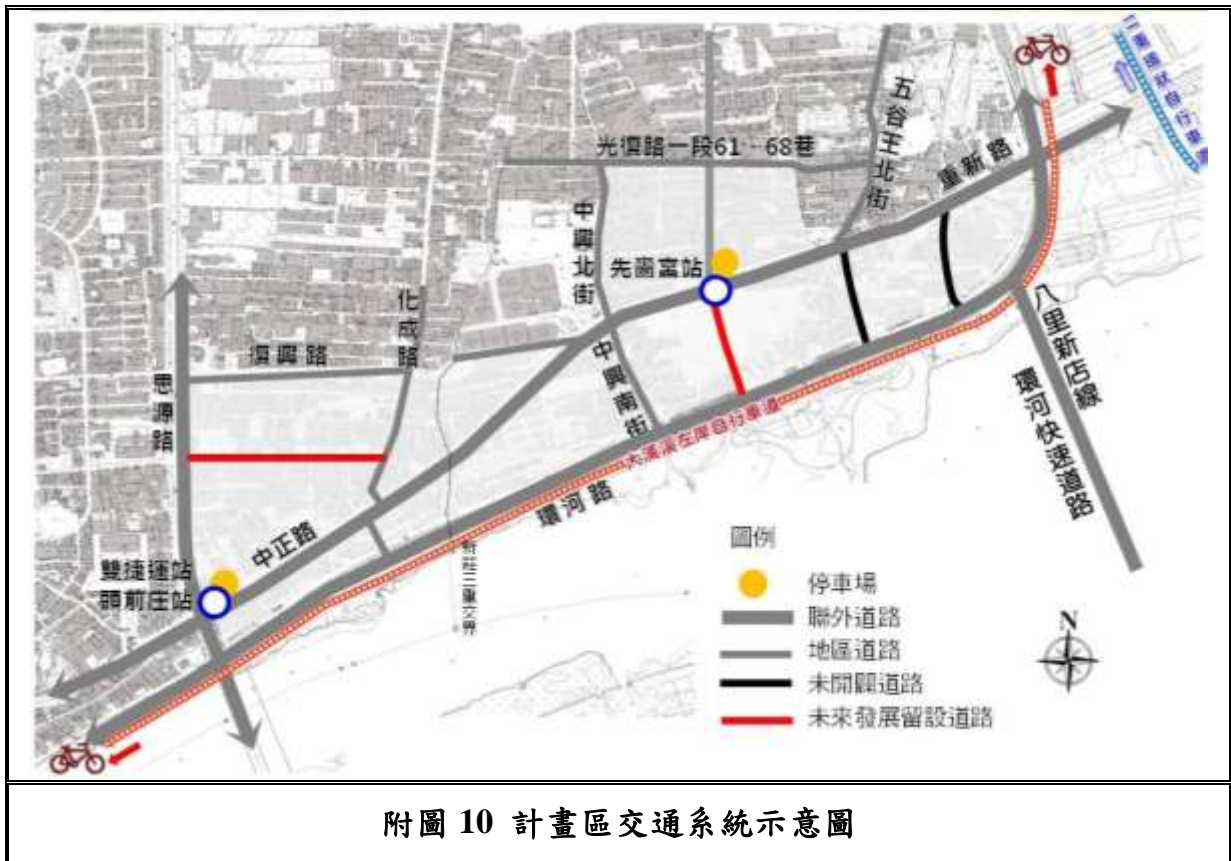 五谷王北街
光復路一段61、68巷
重新路
中興北街
先嗇宮站
化成路
復興路
思源路
中興南街
八里新店線
環河快速道路
大漢溪左岸自行車道
環河路
中正路
新莊三重交界
雙捷運站
頭前庄站
圖例
停車場
聯外道路
地區道路
未開闢道路
未來發展留設道路
N
附圖 10 計畫區交通系統示意圖